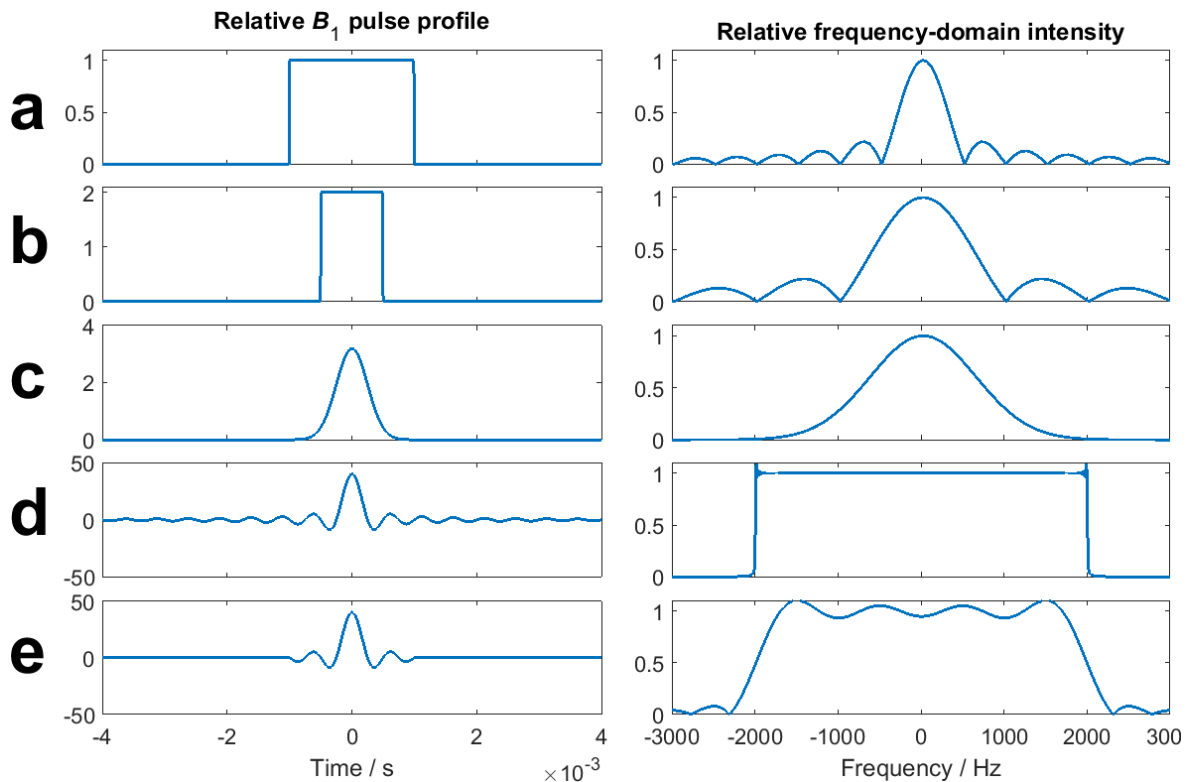 Relative B₁ pulse profile
Relative frequency-domain intensity
a
1
0.5
0
1
0.5
0
b
2
1
0
1
0.5
0
c
4
2
0
1
0.5
0
d
50
0
-50
1
0.5
0
e
50
0
-50
1
0.5
0
-4 -2 0 2 4
-3000 -2000 -1000 0 1000 2000 300
Time / s
×10⁻³
Frequency / Hz